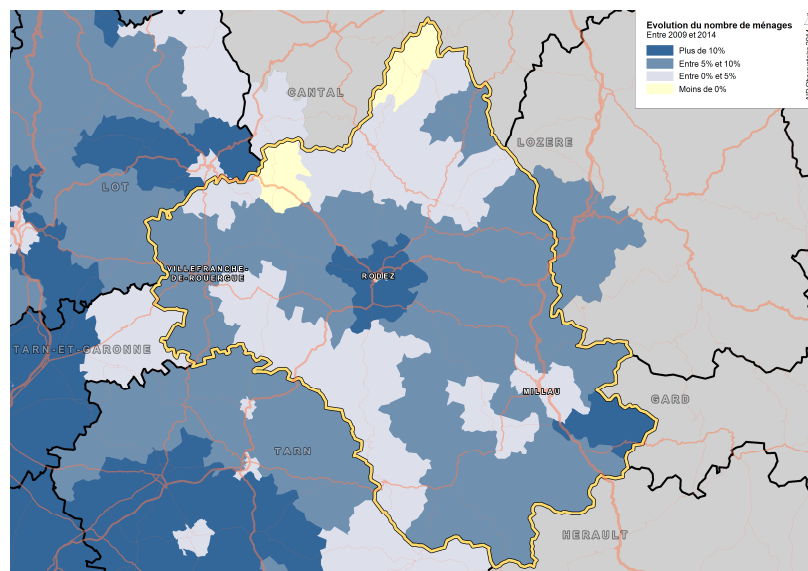 Evolution du nombre de ménages
Entre 2009 et 2014
Plus de 10%
Entre 5% et 10%
Entre 0% et 5%
Moins de 0%
CANTAL
LOZERE
LOT
VILLEFRANCHE-
DE-ROUERGUE
RODEZ
TARN-ET-GARONNE
MILLAU
GARD
TARN
HERAULT